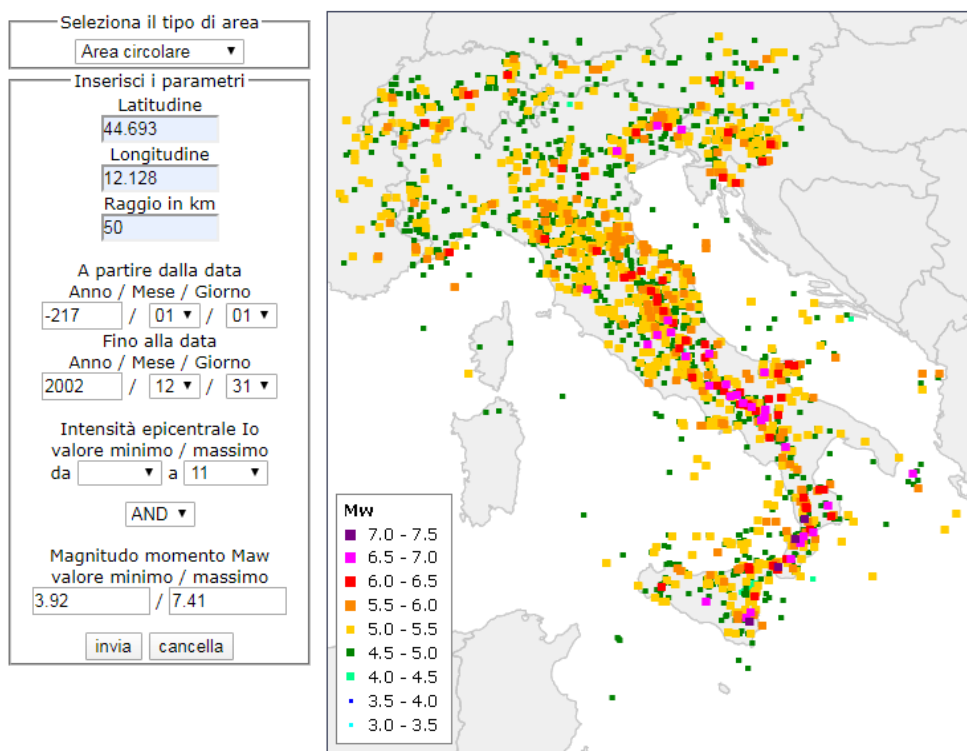 Seleziona il tipo di area
Area circolare
Inserisci i parametri
Latitudine
44.693
Longitudine
12.128
Raggio in km
50
A partire dalla data
Anno / Mese / Giorno
-217 / 01 / 01
Fino alla data
Anno / Mese / Giorno
2002 / 12 / 31
Intensità epicentrale Io
valore minimo / massimo
da a 11
AND
Magnitudo momento Maw
valore minimo / massimo
3.92 / 7.41
invia cancella
Mw
7.0 - 7.5
6.5 - 7.0
6.0 - 6.5
5.5 - 6.0
5.0 - 5.5
4.5 - 5.0
4.0 - 4.5
3.5 - 4.0
3.0 - 3.5